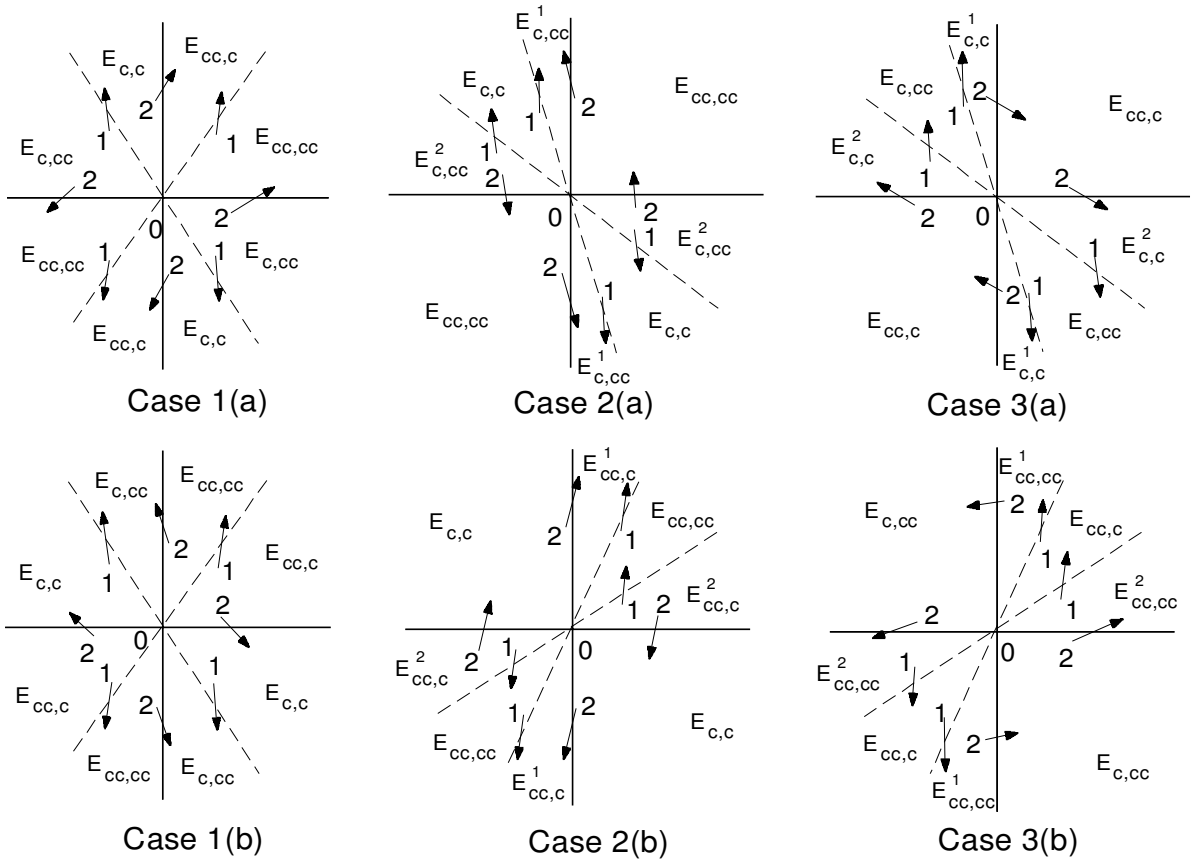 E_{c,c} E_{cc,c}
2
1 1
E_{c,cc} E_{cc,cc}
2
2
0
1 1
E_{cc,cc} E_{c,cc}
2
E_{cc,c} E_{c,c}
Case 1(a)
E^1_{c,cc}
E_{c,c} E_{cc,cc}
2
1
1
E^2_{c,cc}
2
0 2
1 E^2_{c,cc}
2
1
E_{cc,cc} E_{c,c}
E^1_{c,cc}
Case 2(a)
E^1_{c,c}
E_{c,cc} 2
E_{cc,c}
1
E^2_{c,c}
1
2
2
0
1 E^2_{c,c}
2 1
E_{cc,c} E_{c,cc}
E^1_{c,c}
Case 3(a)
E_{c,cc} E_{cc,cc}
2
1 1
E_{c,c} E_{cc,c}
2
2 0
1 1
E_{cc,c} E_{c,c}
2
E_{cc,cc} E_{c,cc}
Case 1(b)
E^1_{cc,c}
E_{c,c} E_{cc,cc}
2 1
1 2 E^2_{cc,c}
0
1
2
E^2_{cc,c}
1 2
E_{c,c}
E_{cc,cc}
E^1_{cc,c}
Case 2(b)
E^1_{cc,cc}
2
E_{c,cc} E_{cc,c}
1
1 E^2_{cc,cc}
2
0 2
1
E^2_{cc,cc}
1
2
E_{cc,c} E_{c,cc}
E^1_{cc,cc}
Case 3(b)